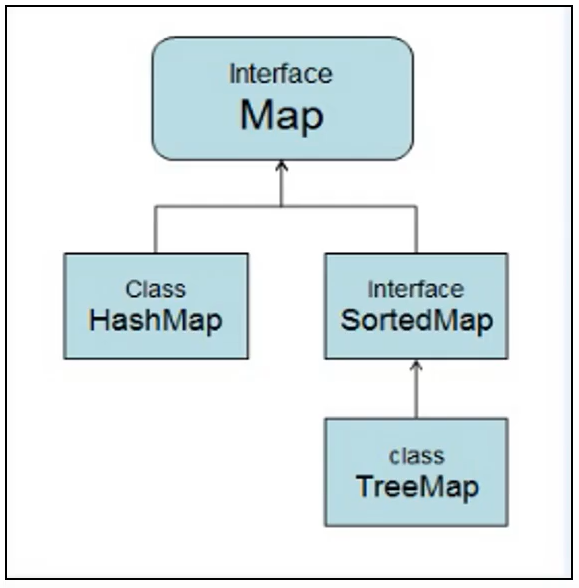 Interface
Map
Class
HashMap
Interface
SortedMap
class
TreeMap